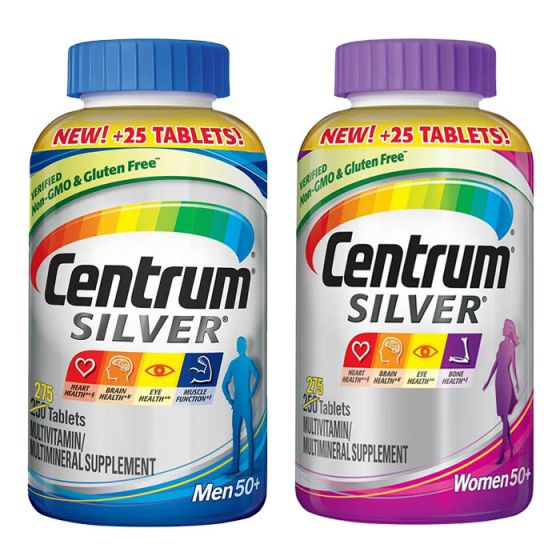 NEW! +25 TABLETS!
VERIFIED
Non-GMO & Gluten Free~
Centrum®
SILVER®
HEART HEALTH
BRAIN HEALTH
EYE HEALTH
MUSCLE FUNCTION
275
250 Tablets
MULTIVITAMIN/
MULTIMINERAL SUPPLEMENT
Men 50+
NEW! +25 TABLETS!
VERIFIED
Non-GMO & Gluten Free~
Centrum®
SILVER®
HEART HEALTH
BRAIN HEALTH
EYE HEALTH
BONE HEALTH
275
250 Tablets
MULTIVITAMIN/
MULTIMINERAL SUPPLEMENT
Women 50+